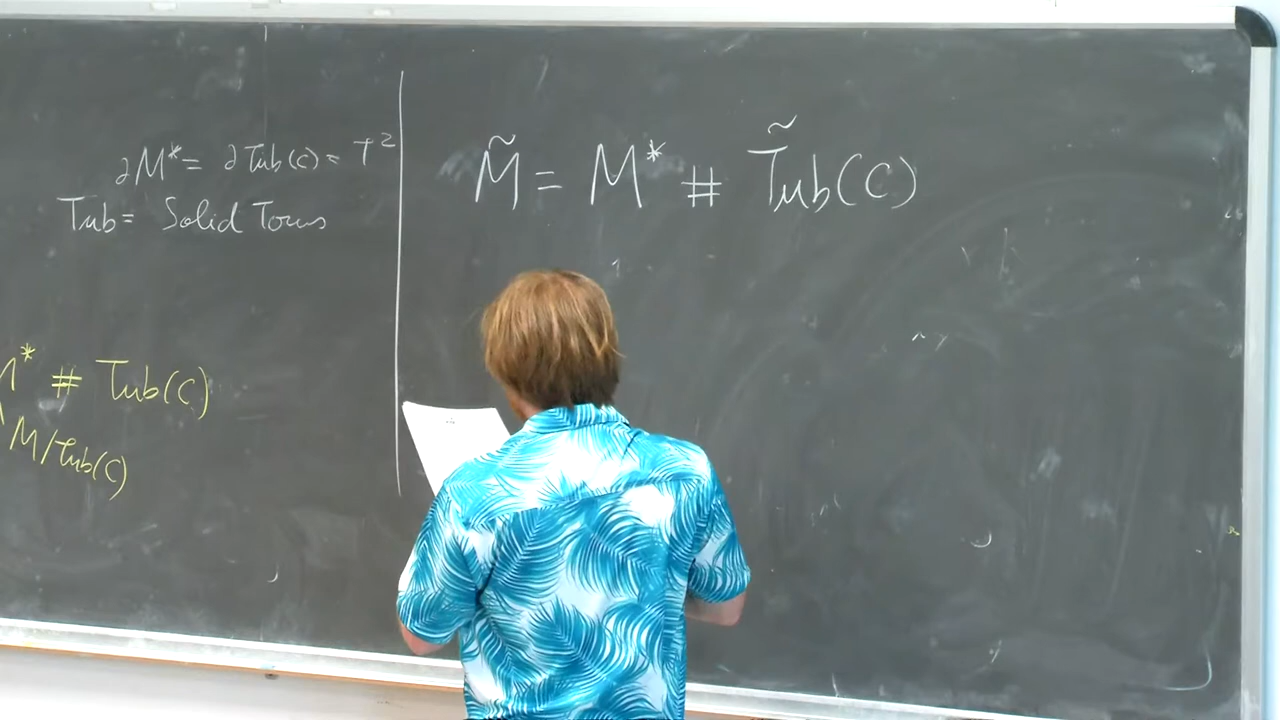 ∂M* = ∂Tub(C) = T²
Tub = Solid Torus
M* # Tub(C)
M/Tub(C)
M̃ = M* # T̃ub(C)